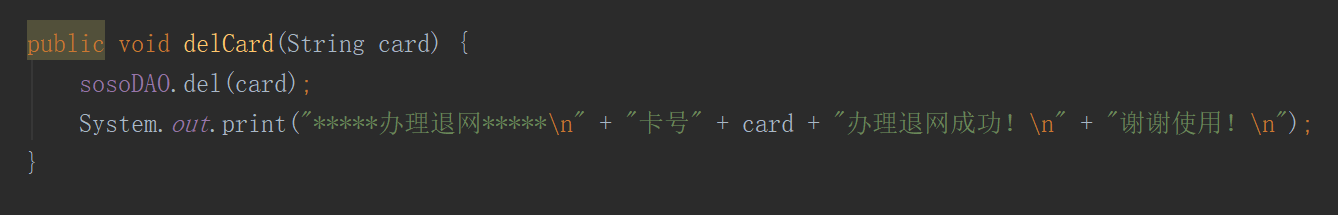 public void delCard(String card) {
sosoDAO.del(card);
System.out.print("*****办理退网*****\n" + "卡号" + card + "办理退网成功！\n" + "谢谢使用！\n");
}